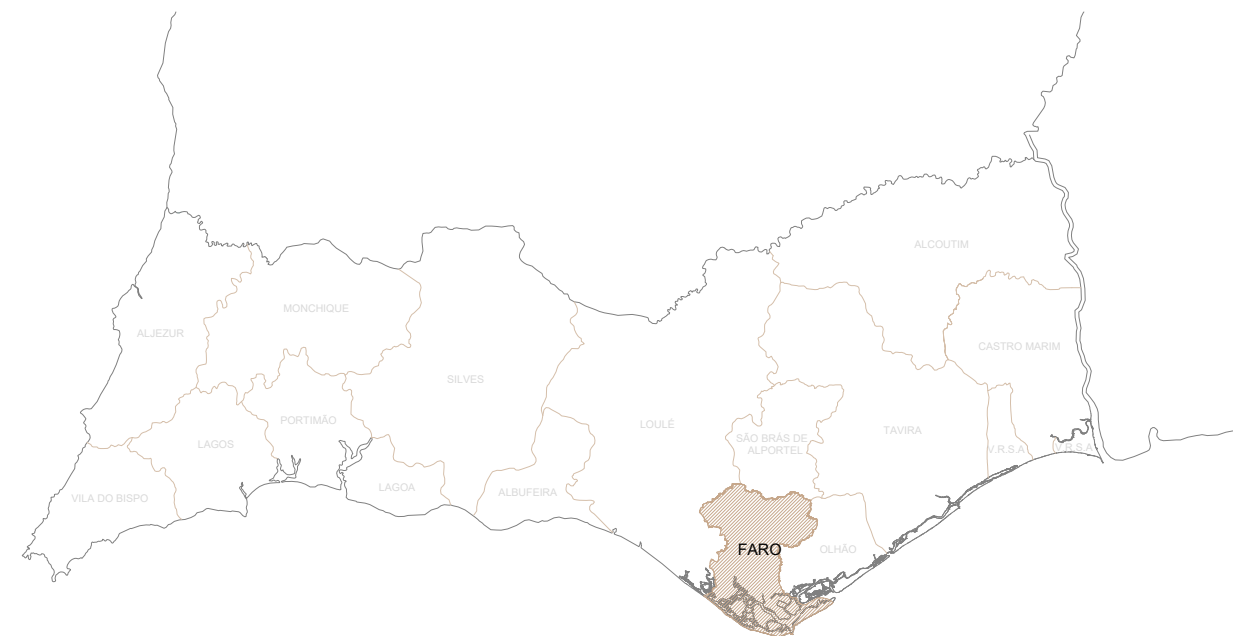 ALCOUTIM
MONCHIQUE
ALJEZUR
CASTRO MARIM
SILVES
PORTIMÃO
LOULÉ
TAVIRA
LAGOS
SÃO BRÁS DE
ALPORTEL
V.R.S.A.
V.R.S.A.
VILA DO BISPO
LAGOA
ALBUFEIRA
FARO
OLHÃO